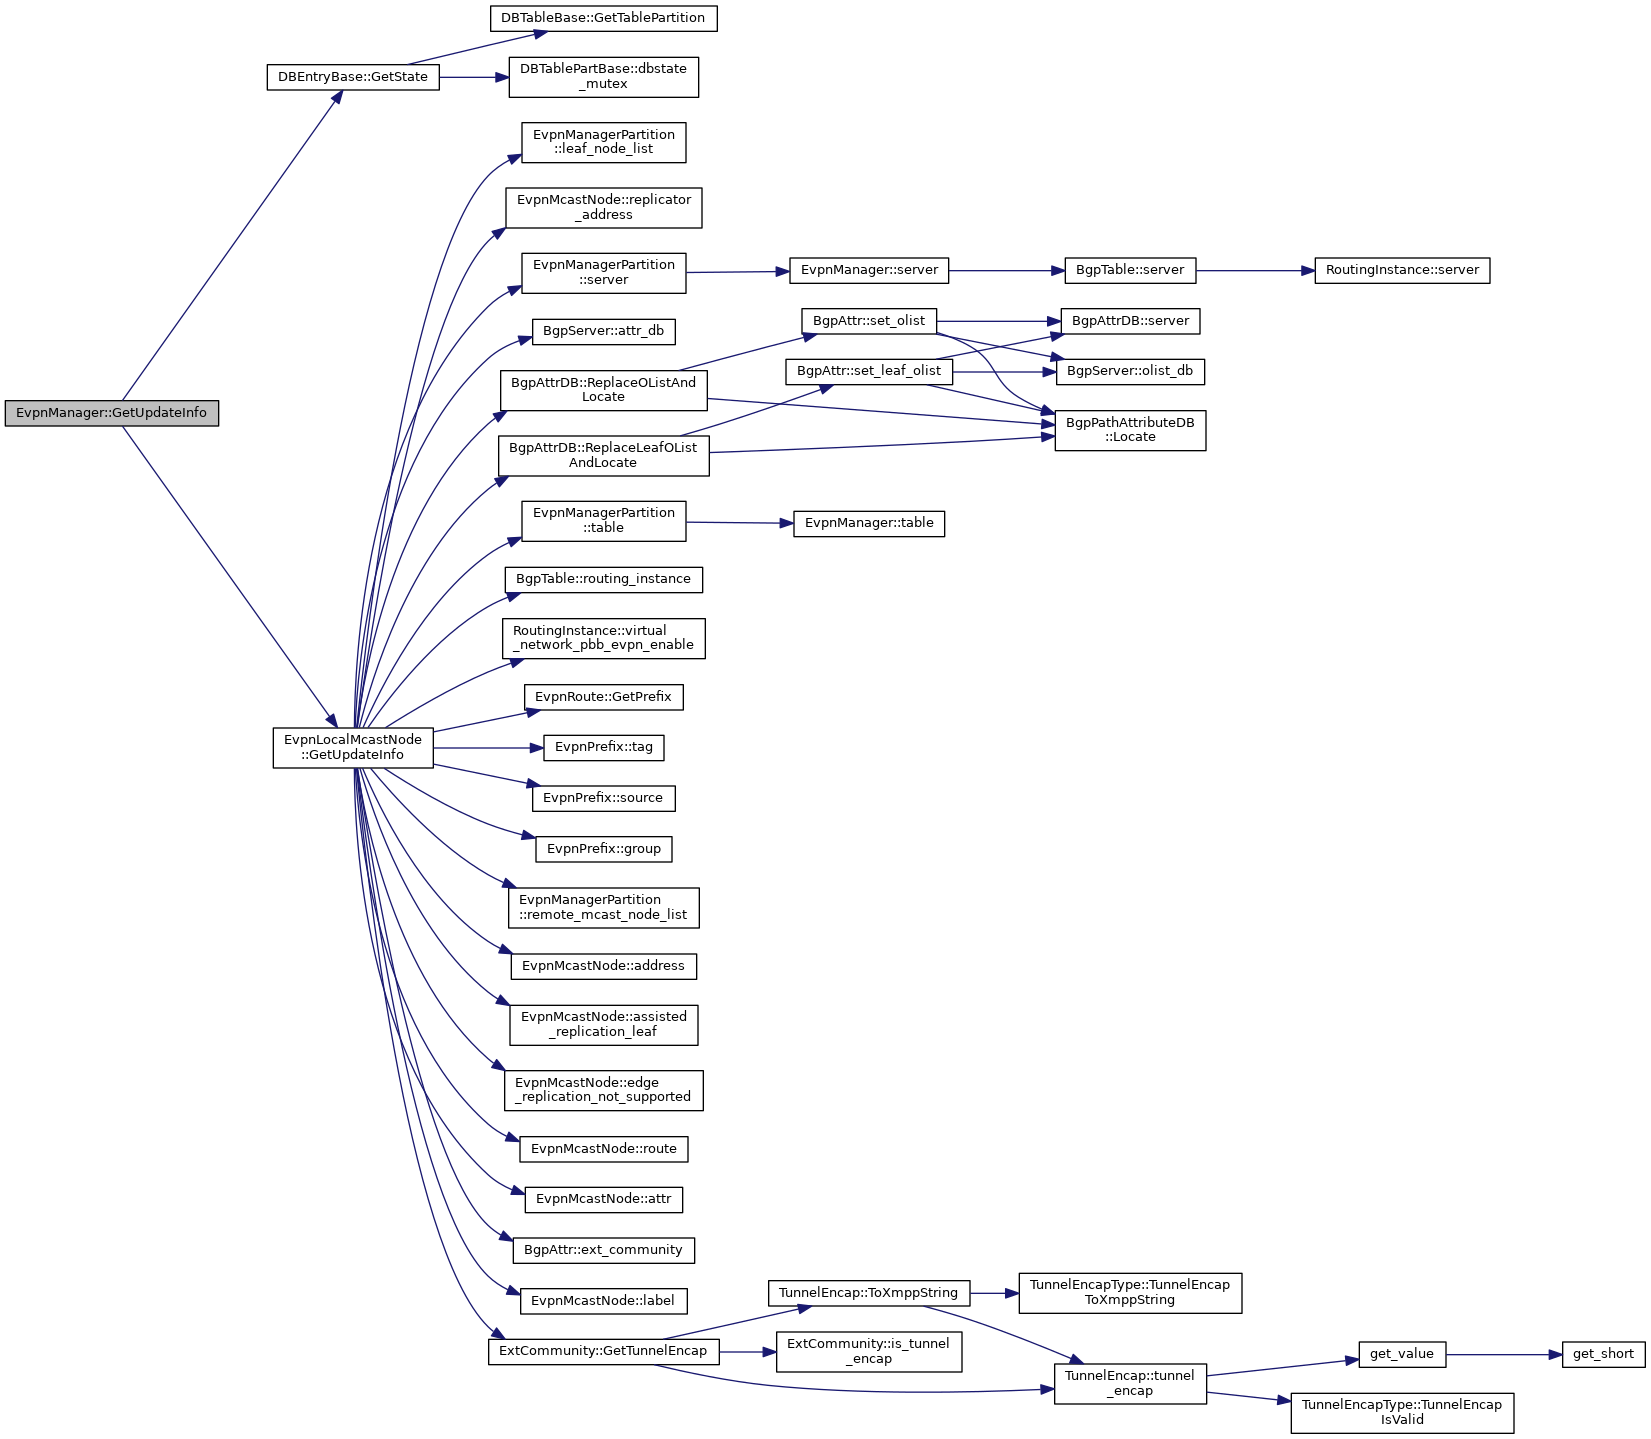 DBTableBase::GetTablePartition
DBEntryBase::GetState
DBTablePartBase::dbstate
_mutex
EvpnManagerPartition
::leaf_node_list
EvpnMcastNode::replicator
_address
EvpnManagerPartition
::server
EvpnManager::server
BgpTable::server
RoutingInstance::server
BgpServer::attr_db
BgpAttr::set_olist
BgpAttrDB::server
BgpAttr::set_leaf_olist
BgpServer::olist_db
BgpAttrDB::ReplaceOListAnd
Locate
EvpnManager::GetUpdateInfo
BgpPathAttributeDB
::Locate
BgpAttrDB::ReplaceLeafOList
AndLocate
EvpnManagerPartition
::table
EvpnManager::table
BgpTable::routing_instance
RoutingInstance::virtual
_network_pbb_evpn_enable
EvpnRoute::GetPrefix
EvpnLocalMcastNode
::GetUpdateInfo
EvpnPrefix::tag
EvpnPrefix::source
EvpnPrefix::group
EvpnManagerPartition
::remote_mcast_node_list
EvpnMcastNode::address
EvpnMcastNode::assisted
_replication_leaf
EvpnMcastNode::edge
_replication_not_supported
EvpnMcastNode::route
EvpnMcastNode::attr
BgpAttr::ext_community
EvpnMcastNode::label
TunnelEncap::ToXmppString
TunnelEncapType::TunnelEncap
ToXmppString
ExtCommunity::GetTunnelEncap
ExtCommunity::is_tunnel
_encap
TunnelEncap::tunnel
_encap
get_value
get_short
TunnelEncapType::TunnelEncap
IsValid